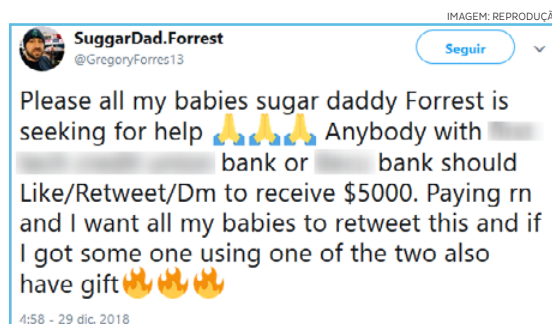 IMAGEM: REPRODUÇÃ
SuggarDad.Forrest
@GregoryForres13
Seguir
Please all my babies sugar daddy Forrest is
seeking for help 🙏🙏🙏 Anybody with
bank or bank should
Like/Retweet/Dm to receive $5000. Paying rn
and I want all my babies to retweet this and if
I got some one using one of the two also
have gift🔥🔥🔥
4:58 - 29 dic. 2018